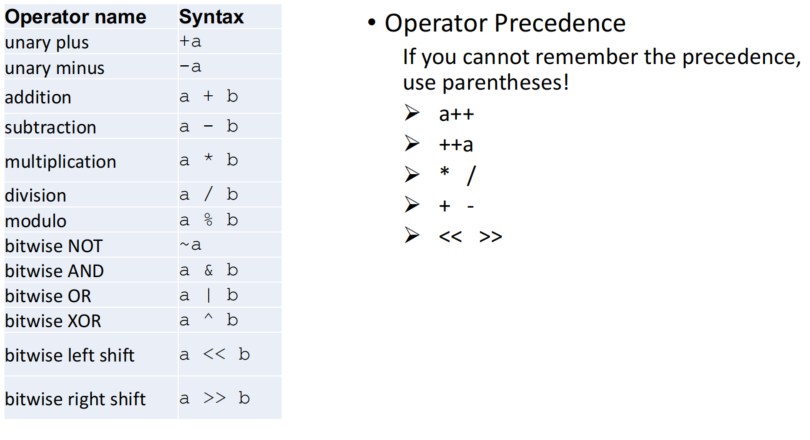 Operator name Syntax
unary plus +a
unary minus -a
addition a + b
subtraction a - b
multiplication a * b
division a / b
modulo a % b
bitwise NOT ~a
bitwise AND a & b
bitwise OR a | b
bitwise XOR a ^ b
bitwise left shift a << b
bitwise right shift a >> b
• Operator Precedence
If you cannot remember the precedence,
use parentheses!
➢ a++
➢ ++a
➢ * /
➢ + -
➢ << >>